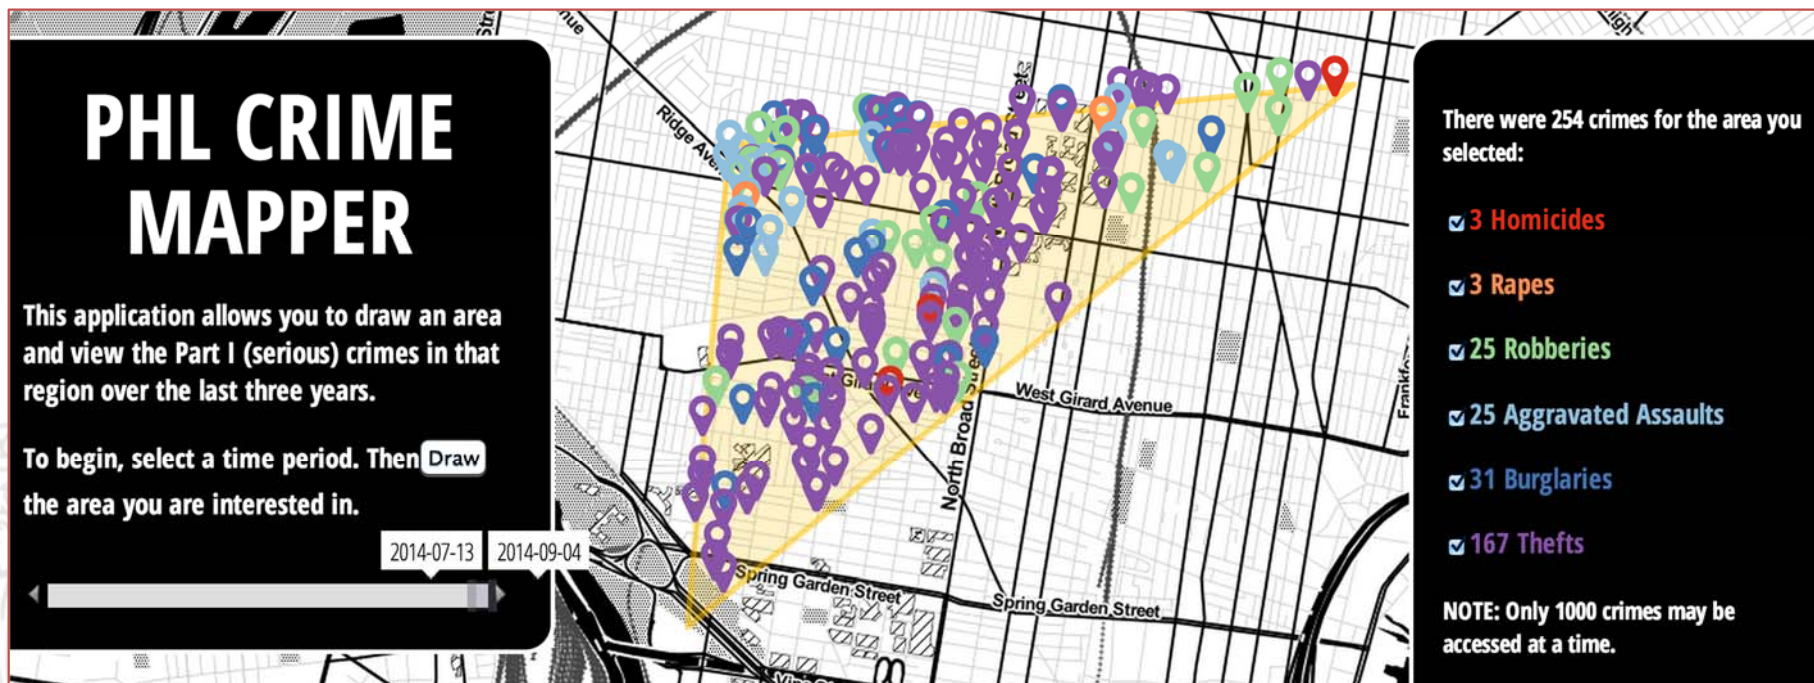 PHL CRIME
MAPPER
This application allows you to draw an area
and view the Part I (serious) crimes in that
region over the last three years.
To begin, select a time period. Then Draw
the area you are interested in.
2014-07-13
2014-09-04
Ridge
West Girard Avenue
North Broad
Spring Garden Street
Spring Garden Street
There were 254 crimes for the area you
selected:
3 Homicides
3 Rapes
25 Robberies
25 Aggravated Assaults
31 Burglaries
167 Thefts
NOTE: Only 1000 crimes may be
accessed at a time.